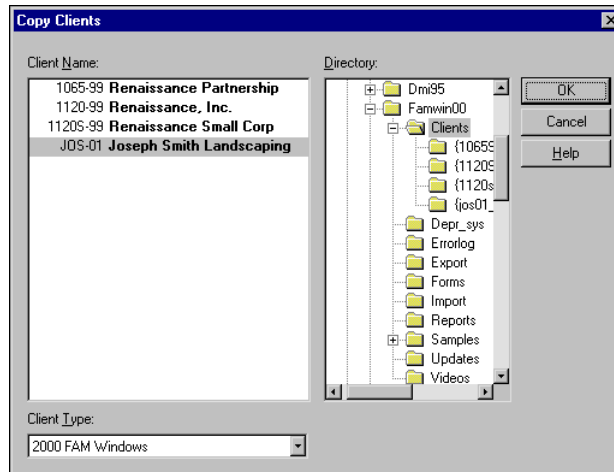 Copy Clients
Client Name:
1065-99 Renaissance Partnership
1120-99 Renaissance, Inc.
1120S-99 Renaissance Small Corp
JOS-01 Joseph Smith Landscaping
Client Type:
2000 FAM Windows
Directory:
Dmi95
Famwin00
Clients
{1065S
{1120S
{1120s
{jos01_
Depr_sys
Errorlog
Export
Forms
Import
Reports
Samples
Updates
Videos
OK
Cancel
Help